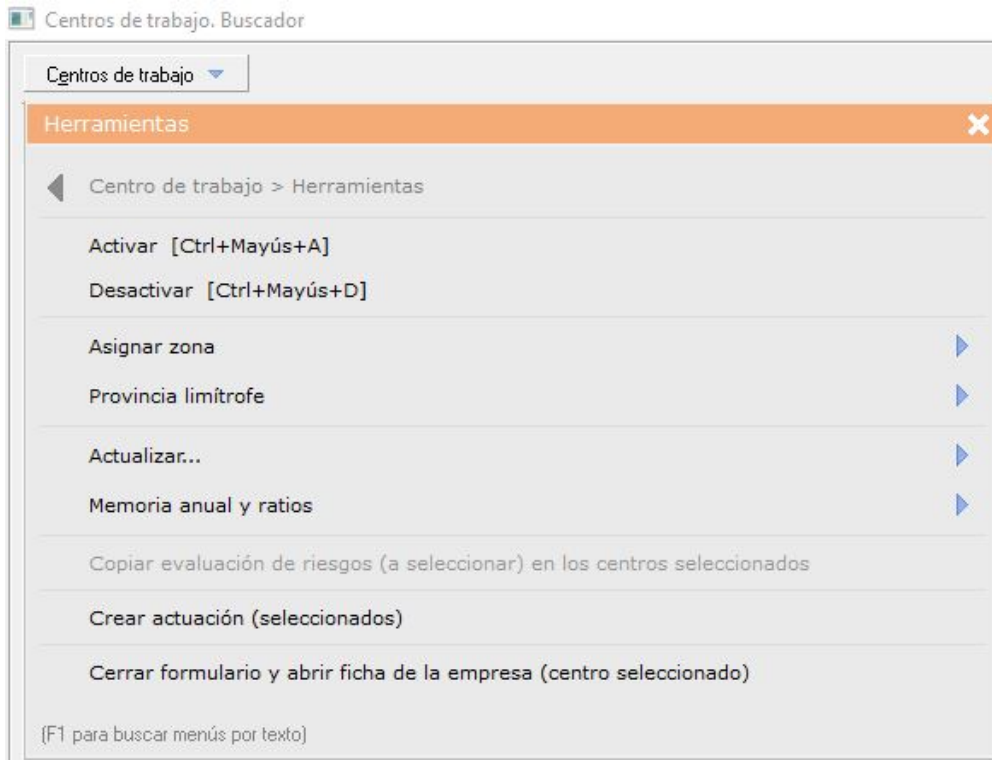 Centros de trabajo. Buscador
Centros de trabajo
Herramientas
Centro de trabajo > Herramientas
Activar [Ctrl+Mayús+A]
Desactivar [Ctrl+Mayús+D]
Asignar zona
Provincia limítrofe
Actualizar...
Memoria anual y ratios
Copiar evaluación de riesgos (a seleccionar) en los centros seleccionados
Crear actuación (seleccionados)
Cerrar formulario y abrir ficha de la empresa (centro seleccionado)
(F1 para buscar menús por texto)